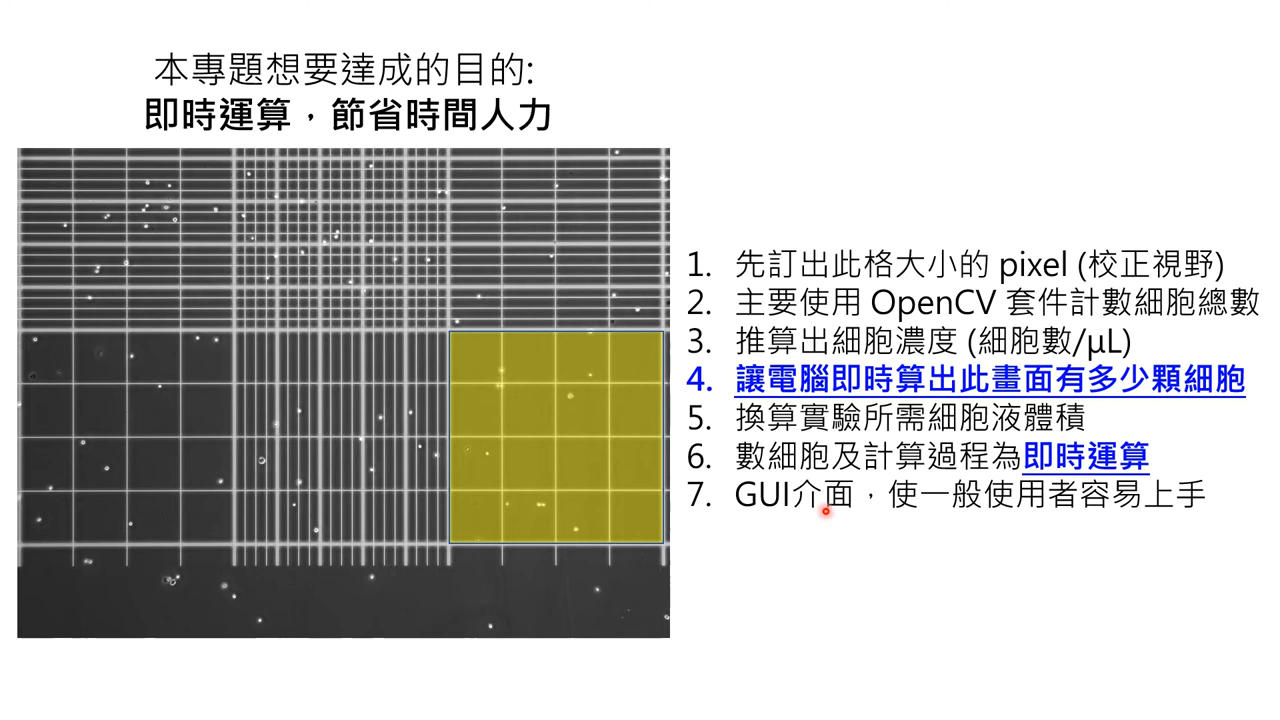 本專題想要達成的目的:
即時運算，節省時間人力
1. 先訂出此格大小的 pixel (校正視野)
2. 主要使用 OpenCV 套件計數細胞總數
3. 推算出細胞濃度 (細胞數/μL)
4. 讓電腦即時算出此畫面有多少顆細胞
5. 換算實驗所需細胞液體積
6. 數細胞及計算過程為即時運算
7. GUI介面，使一般使用者容易上手